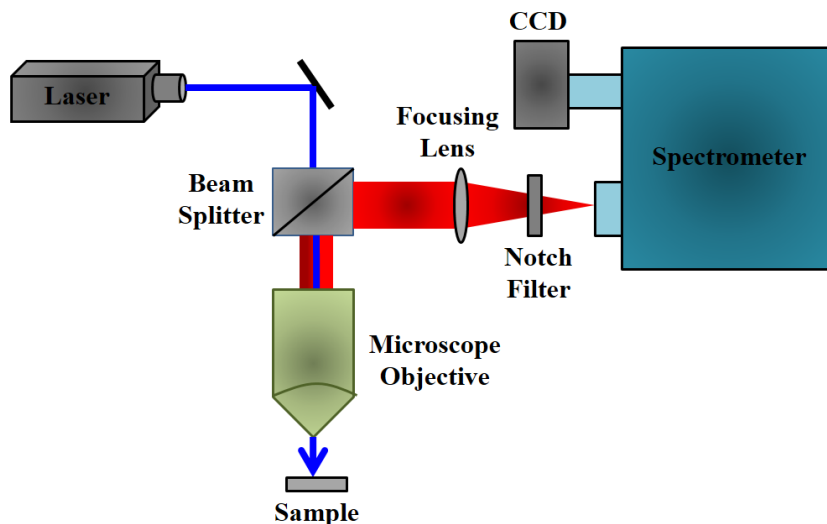 CCD
Laser
Focusing
Lens
Spectrometer
Beam
Splitter
Notch
Filter
Microscope
Objective
Sample